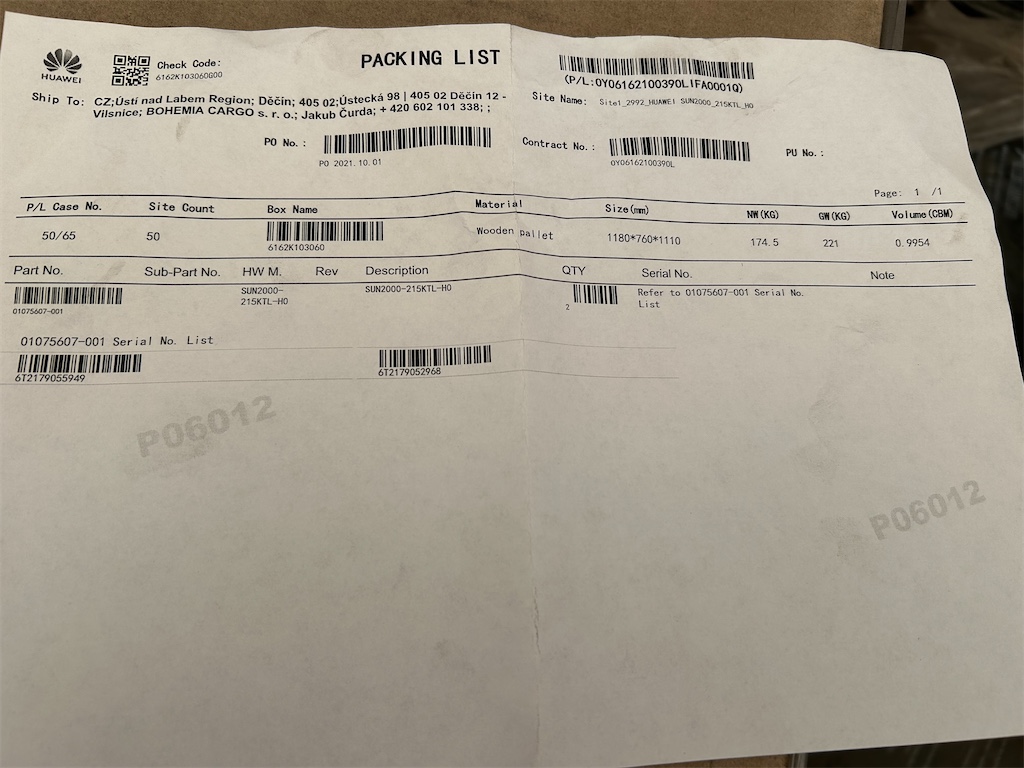 HUAWEI
Check Code:
6162K103060G00
PACKING LIST
(P/L:0Y06162100390LIFA0001Q)
Ship To: CZ;Ústí nad Labem Region; Děčín; 405 02;Ústecká 98 | 405 02 Děčín 12 -
Vilsnice; BOHEMIA CARGO s. r. o.; Jakub Čurda; + 420 602 101 338; ;
Site Name: Site1_2992_HUAWEI SUN2000_215KTL_H0
PO No.:
PO 2021.10.01
Contract No.:
0Y06162100390L
PU No.:
Page: 1 /1
P/L Case No. Site Count Box Name Material Size(mm) NW(KG) GW(KG) Volume(CBM)
50/65 50 6162K103060 Wooden pallet 1180*760*1110 174.5 221 0.9954
Part No. Sub-Part No. HW M. Rev Description QTY Serial No. Note
01075607-001 SUN2000-215KTL-H0 SUN2000-215KTL-H0 2 Refer to 01075607-001 Serial No. List
01075607-001 Serial No. List
6T2179055949 6T2179052968
P06012
P06012